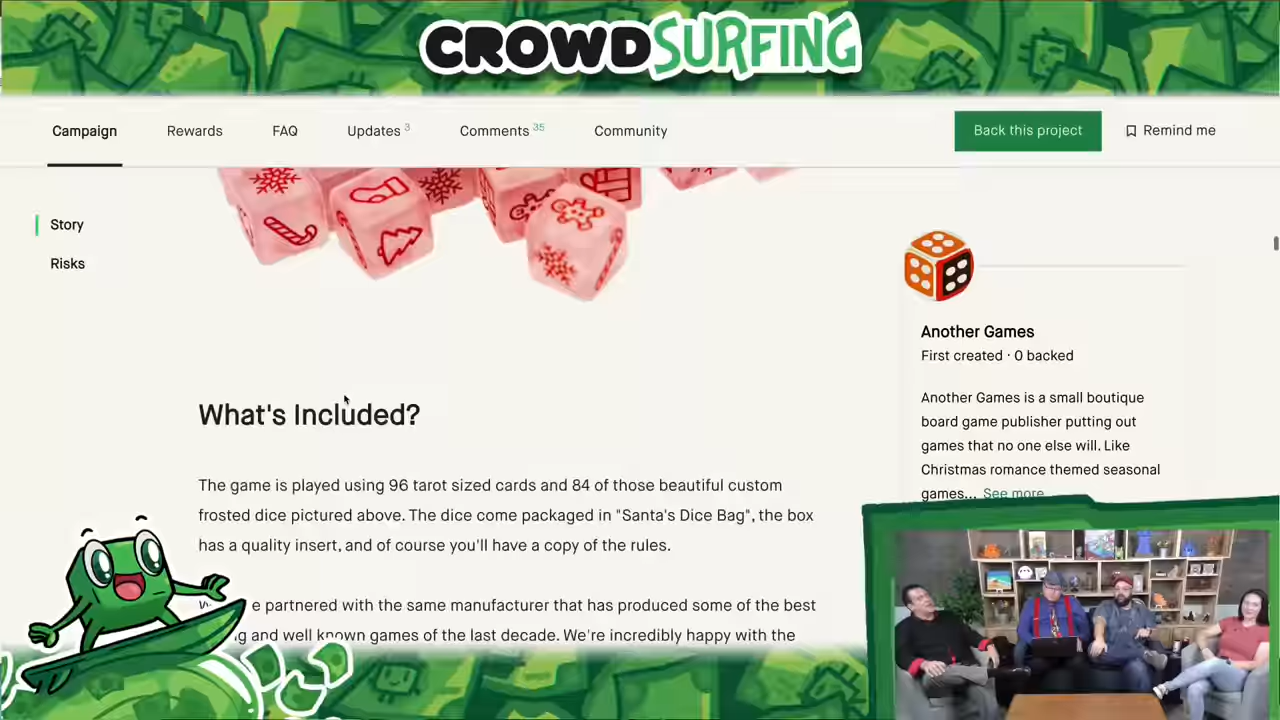 CROWDSURFING
Campaign
Rewards
FAQ
Updates 3
Comments 35
Community
Back this project
Remind me
Story
Risks
Another Games
First created · 0 backed
Another Games is a small boutique
board game publisher putting out
games that no one else will. Like
Christmas romance themed seasonal
games... See more
What's Included?
The game is played using 96 tarot sized cards and 84 of those beautiful custom
frosted dice pictured above. The dice come packaged in "Santa's Dice Bag", the box
has a quality insert, and of course you'll have a copy of the rules.
partnered with the same manufacturer that has produced some of the best
and well known games of the last decade. We're incredibly happy with the